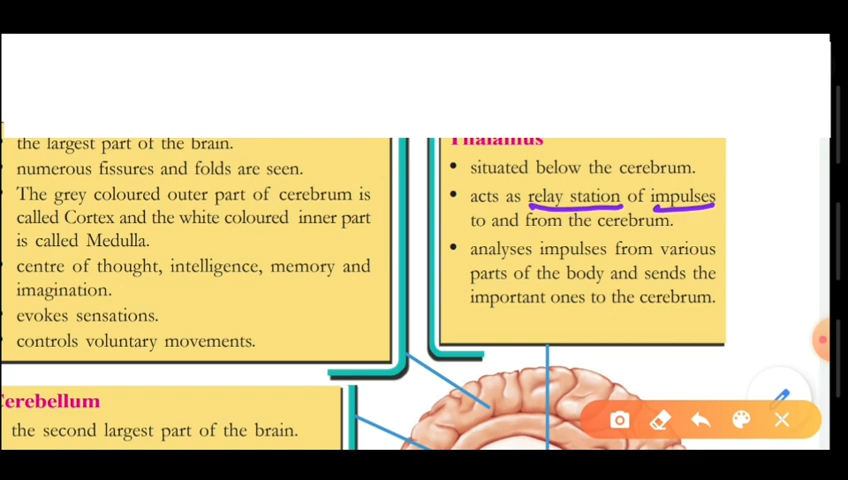 the largest part of the brain.
numerous fissures and folds are seen.
The grey coloured outer part of cerebrum is
called Cortex and the white coloured inner part
is called Medulla.
centre of thought, intelligence, memory and
imagination.
evokes sensations.
controls voluntary movements.
Thalamus
• situated below the cerebrum.
• acts as relay station of impulses
to and from the cerebrum.
• analyses impulses from various
parts of the body and sends the
important ones to the cerebrum.
Cerebellum
the second largest part of the brain.